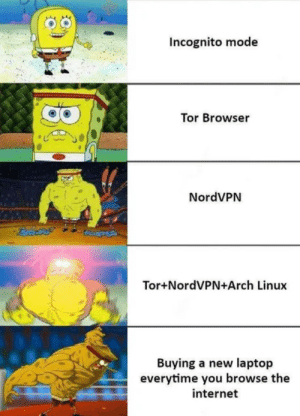 Incognito mode
Tor Browser
NordVPN
Tor+NordVPN+Arch Linux
Buying a new laptop
everytime you browse the
internet